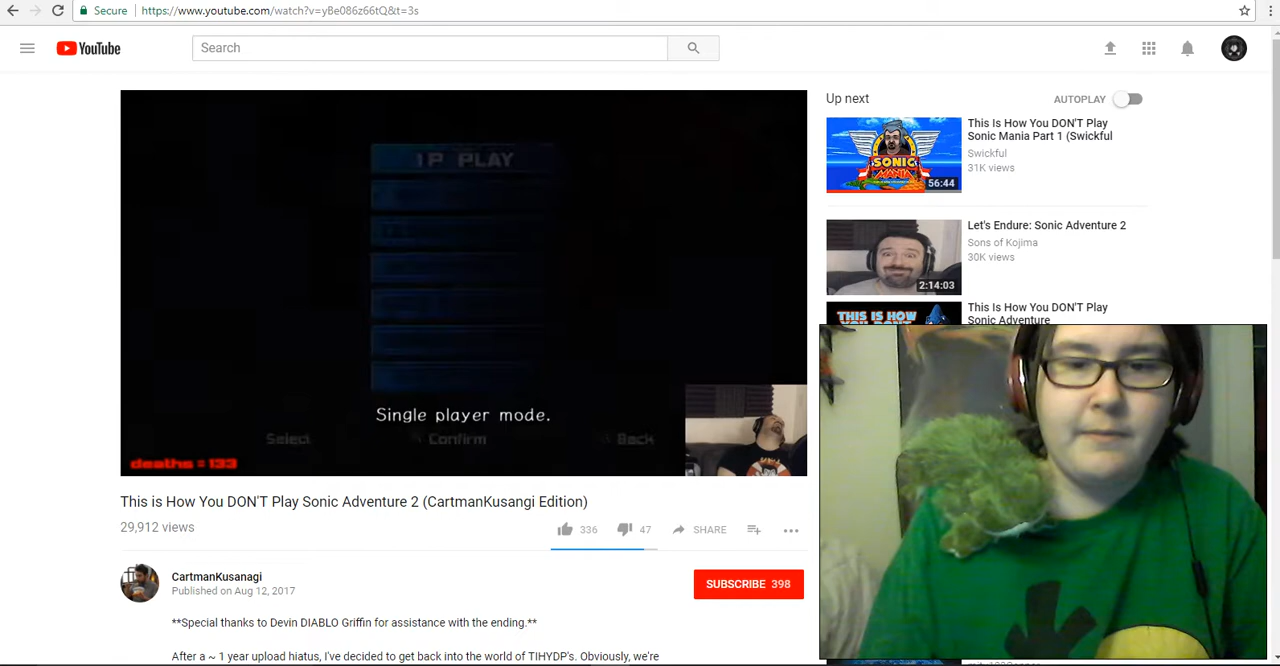 Secure
https://www.youtube.com/watch?v=yBe086z66tQ&t=3s
YouTube
Search
1P PLAY
Single player mode.
Select
Confirm
Back
deaths = 133
This is How You DON'T Play Sonic Adventure 2 (CartmanKusangi Edition)
29,912 views
336
47
SHARE
CartmanKusanagi
Published on Aug 12, 2017
SUBSCRIBE 398
**Special thanks to Devin DIABLO Griffin for assistance with the ending.**
After a ~ 1 year upload hiatus, I've decided to get back into the world of TIHYDP's. Obviously, we're
Up next
AUTOPLAY
SONIC
MANIA
56:44
This Is How You DON'T Play
Sonic Mania Part 1 (Swickful
Swickful
31K views
2:14:03
Let's Endure: Sonic Adventure 2
Sons of Kojima
30K views
THIS IS HOW
This Is How You DON'T Play
Sonic Adventure